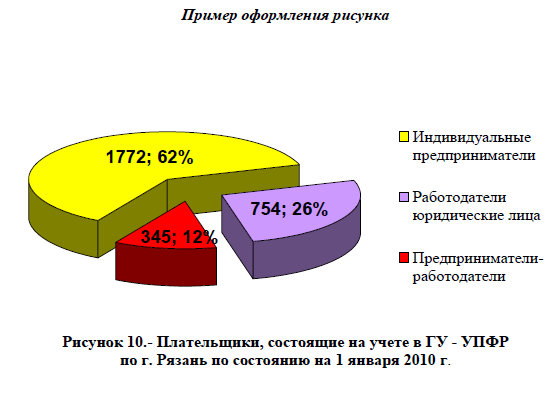 Пример оформления рисунка
1772; 62%
754; 26%
345; 12%
Индивидуальные
предприниматели
Работодатели
юридические лица
Предприниматели-
работодатели
Рисунок 10.- Плательщики, состоящие на учете в ГУ - УПФР
по г. Рязань по состоянию на 1 января 2010 г.